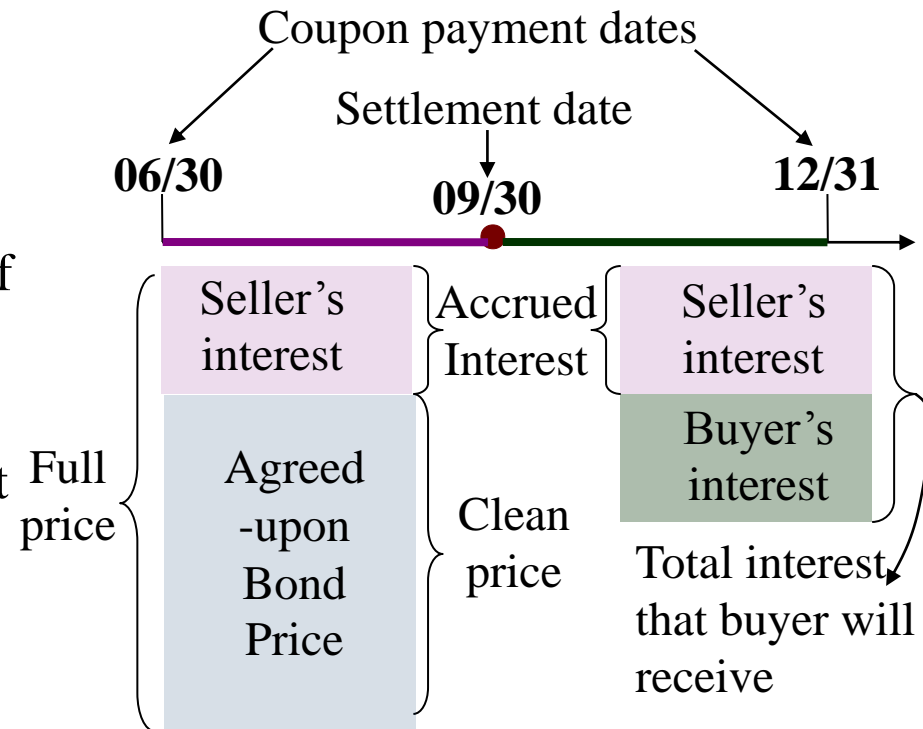 Coupon payment dates
Settlement date
06/30
09/30
12/31
f
t
Full
price
Seller’s
interest
Agreed
-upon
Bond
Price
Accrued
Interest
Clean
price
Seller’s
interest
Buyer’s
interest
Total interest
that buyer will
receive